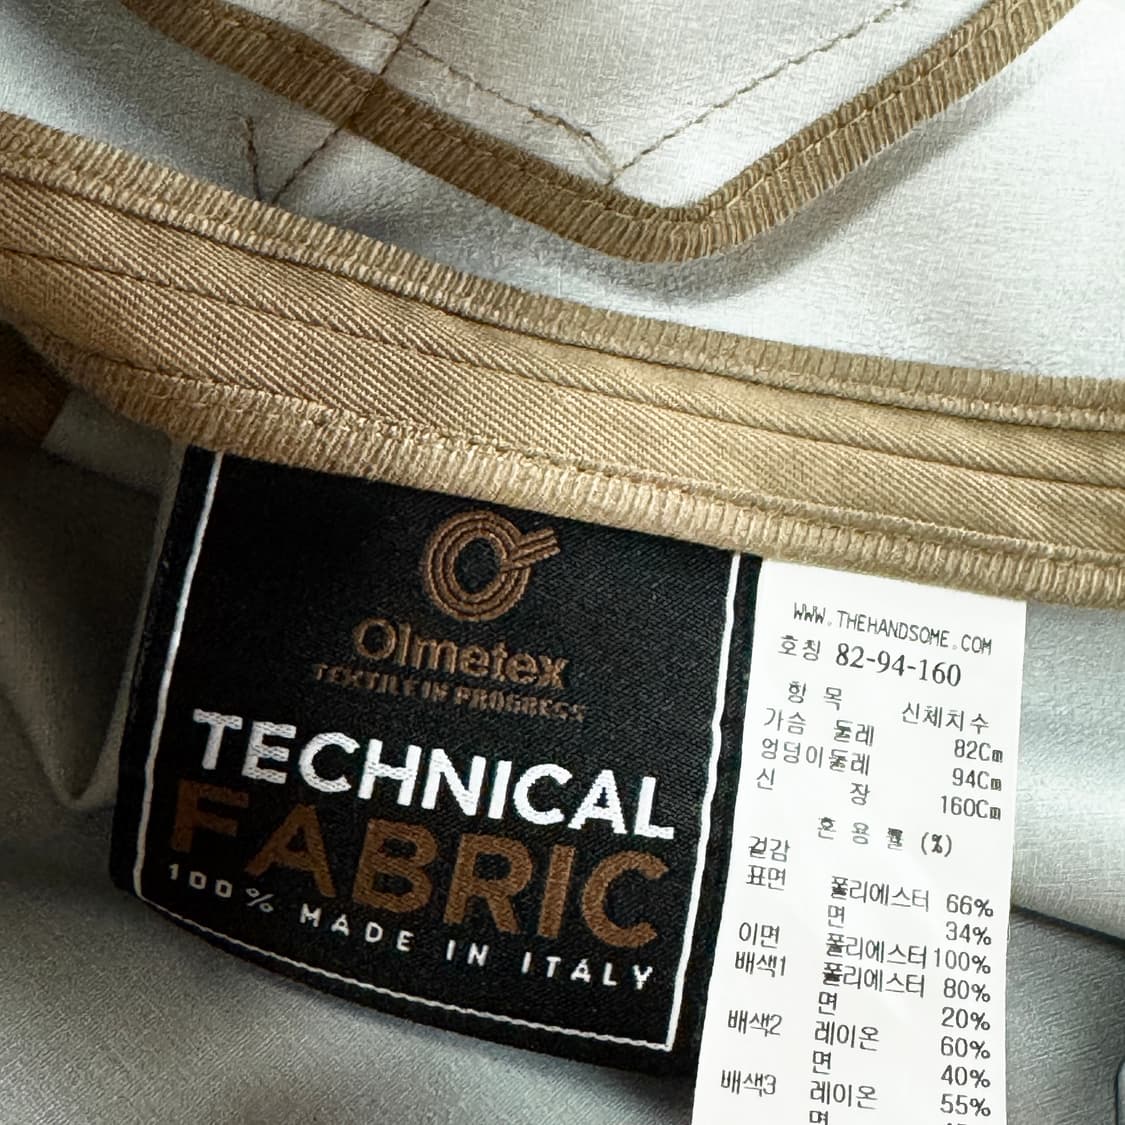 Olmetex
TEXTILE IN PROGRESS
TECHNICAL
FABRIC
100% MADE IN ITALY
WWW.THEHANDSOME.COM
호칭 82-94-160
항 목 신체치수
가슴 둘레 82Cm
엉덩이둘레 94Cm
신 장 160Cm
혼 용 률 (%)
겉감
표면 폴리에스터 66%
면 34%
이면 폴리에스터 100%
배색1 폴리에스터 80%
면 20%
배색2 레이온 60%
면 40%
배색3 레이온 55%
면